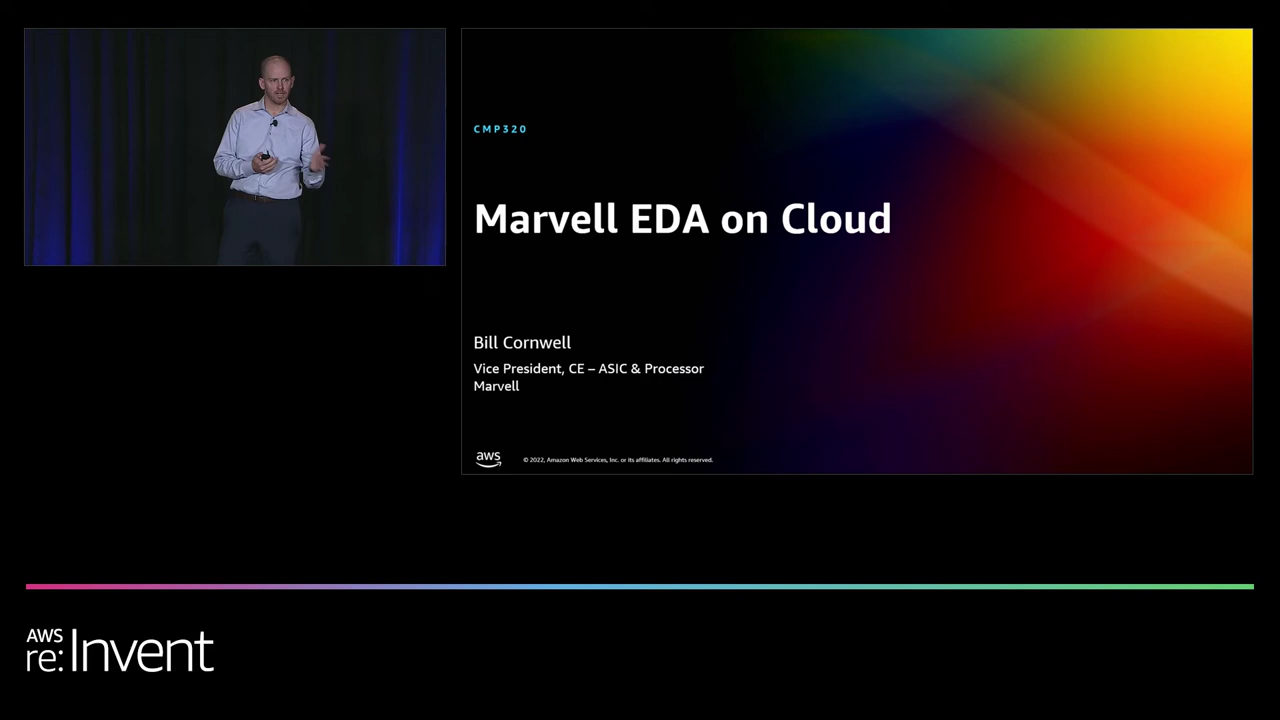 CMP320
Marvell EDA on Cloud
Bill Cornwell
Vice President, CE – ASIC & Processor
Marvell
aws
© 2022, Amazon Web Services, Inc. or its affiliates. All rights reserved.
AWS
re:Invent